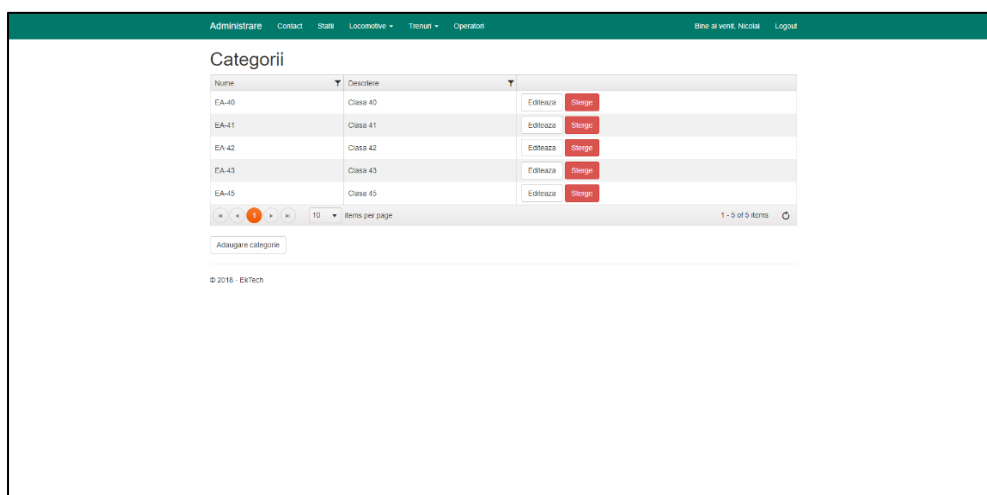 Administrare Contact Statii Locomotive Trenuri Operatori Bine ai venit, Nicolai Logout
Categorii
Nume Descriere
EA-40 Clasa 40 Editeaza Sterge
EA-41 Clasa 41 Editeaza Sterge
EA-42 Clasa 42 Editeaza Sterge
EA-43 Clasa 43 Editeaza Sterge
EA-45 Clasa 45 Editeaza Sterge
1 10 items per page 1 - 5 of 5 items
Adaugare categorie
© 2018 - EkTech